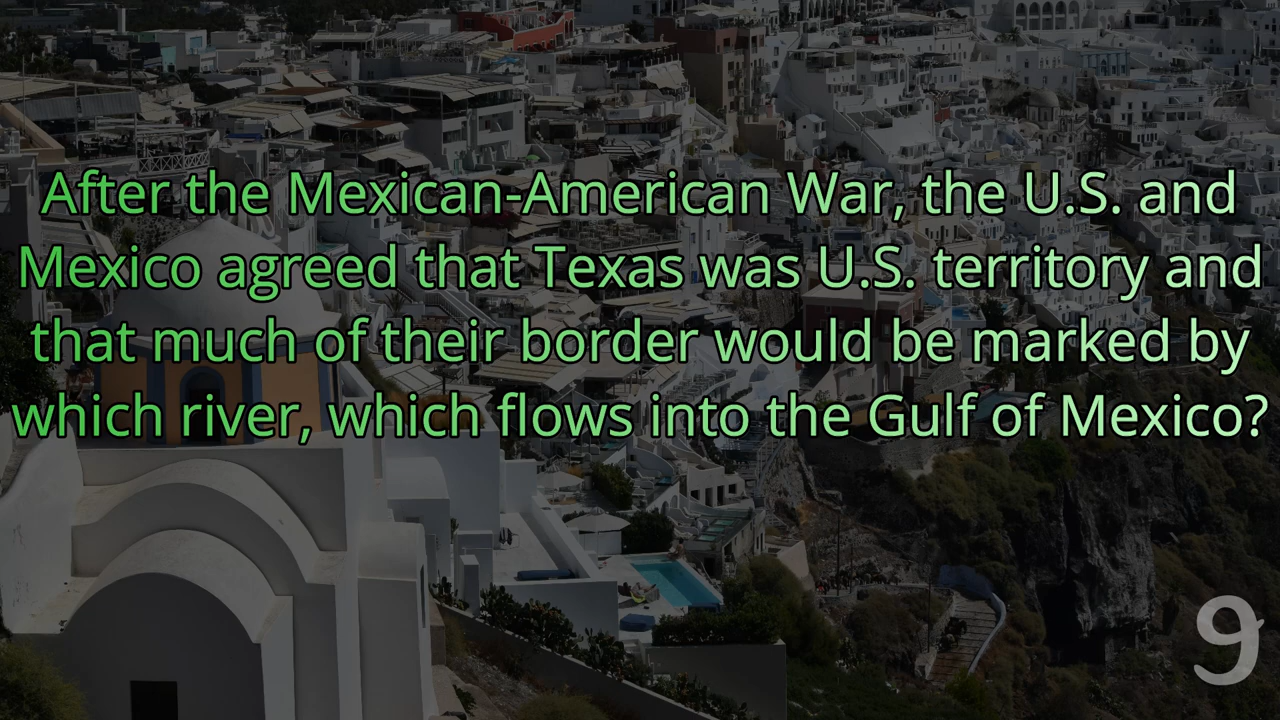 After the Mexican-American War, the U.S. and
Mexico agreed that Texas was U.S. territory and
that much of their border would be marked by
which river, which flows into the Gulf of Mexico?
9